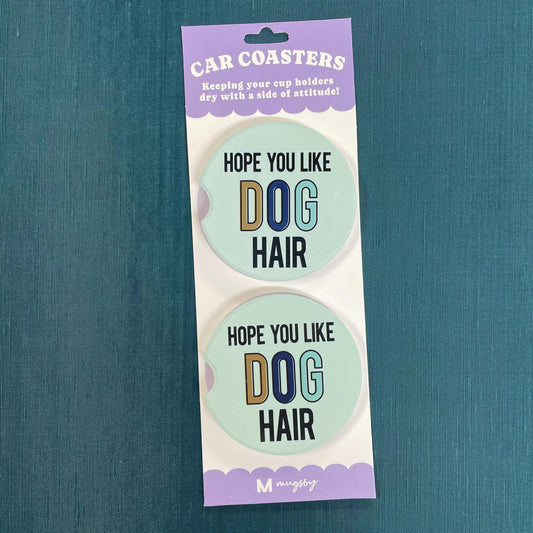 CAR COASTERS
Keeping your cup holders
dry with a side of attitude!
HOPE YOU LIKE
DOG
HAIR
HOPE YOU LIKE
DOG
HAIR
M mugsby.